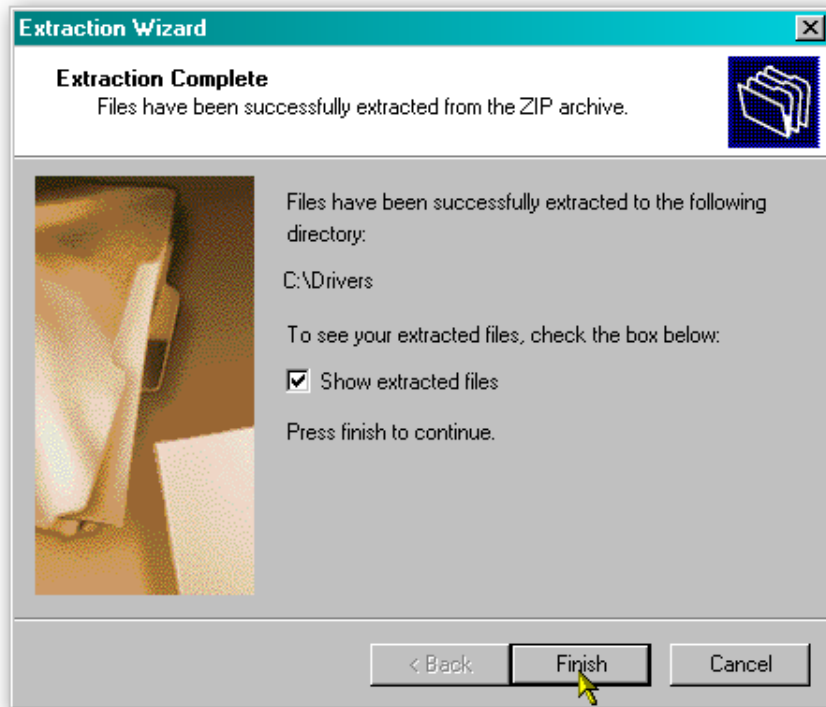 Extraction Wizard
Extraction Complete
Files have been successfully extracted from the ZIP archive.
Files have been successfully extracted to the following
directory:
C:\Drivers
To see your extracted files, check the box below:
Show extracted files
Press finish to continue.
< Back Finish Cancel